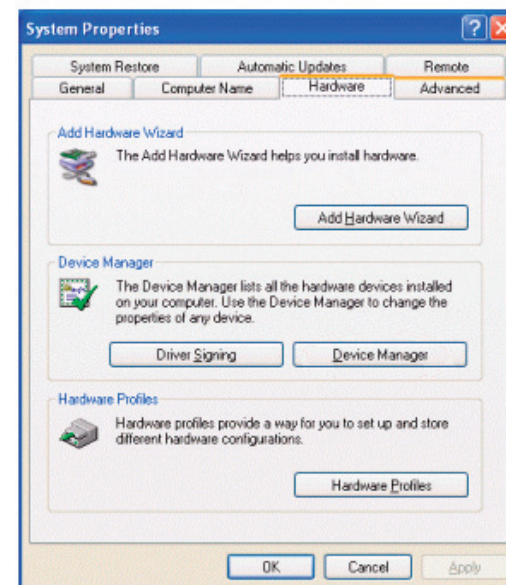 System Properties
System Restore Automatic Updates Remote
General Computer Name Hardware Advanced
Add Hardware Wizard
The Add Hardware Wizard helps you install hardware.
Add Hardware Wizard
Device Manager
The Device Manager lists all the hardware devices installed
on your computer. Use the Device Manager to change the
properties of any device.
Driver Signing Device Manager
Hardware Profiles
Hardware profiles provide a way for you to set up and store
different hardware configurations.
Hardware Profiles
OK Cancel Apply